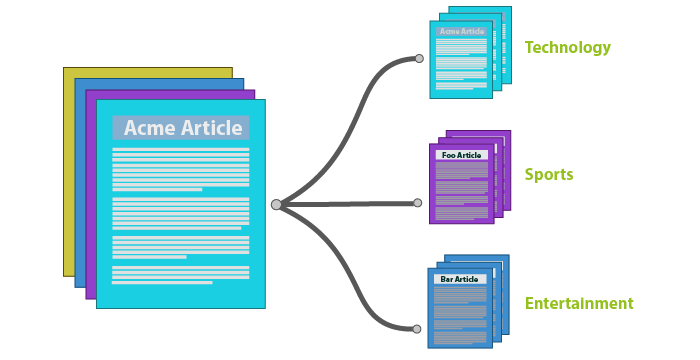 Acme Article
Acme Article
Technology
Foo Article
Sports
Bar Article
Entertainment